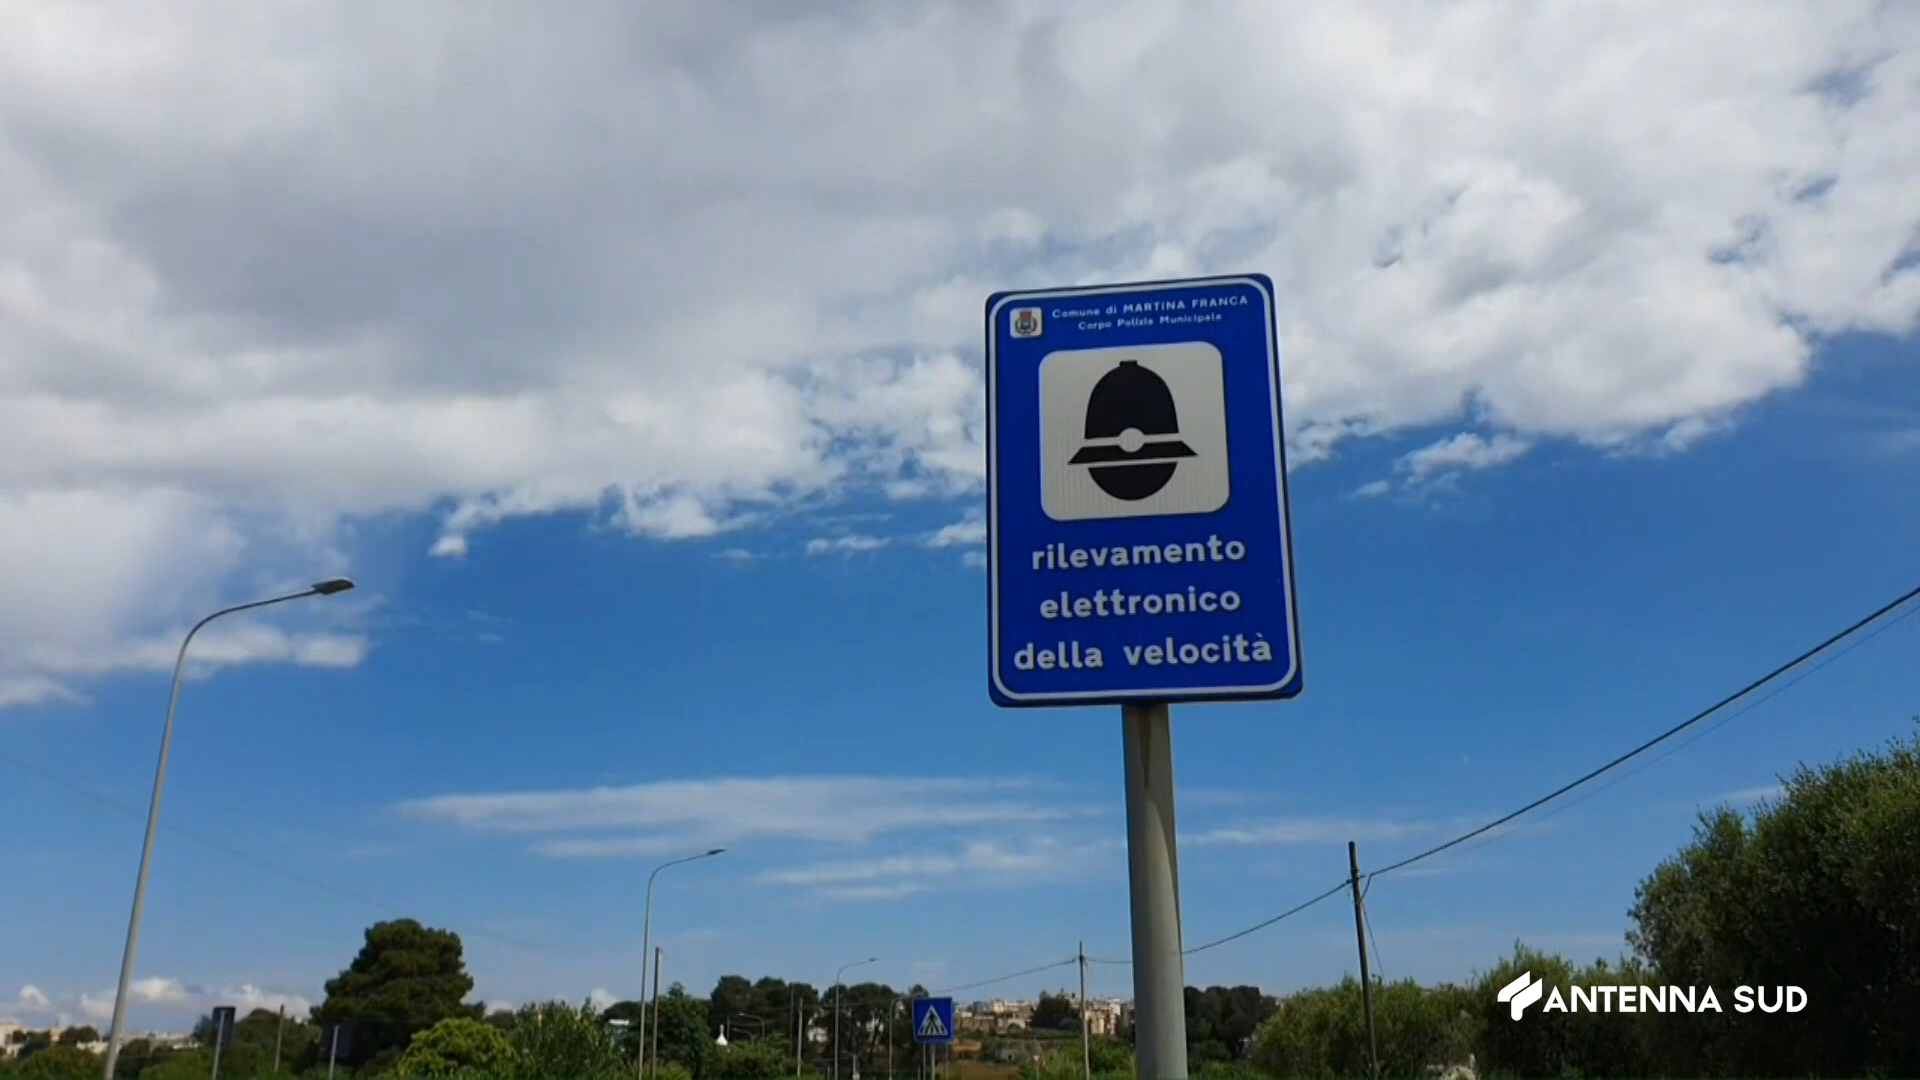 Comune di MARTINA FRANCA
Corpo Polizia Municipale
rilevamento
elettronico
della velocità
ANTENNA SUD